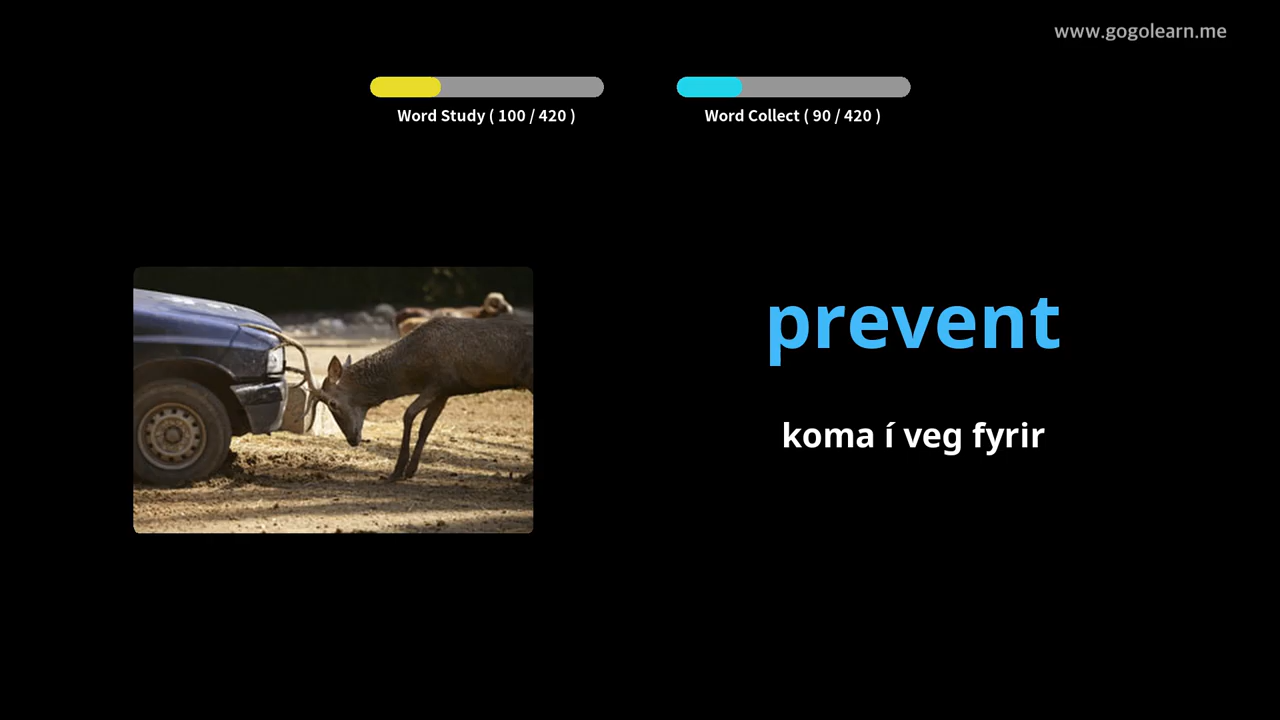 www.gogolearn.me
Word Study ( 100 / 420 )
Word Collect ( 90 / 420 )
prevent
koma í veg fyrir